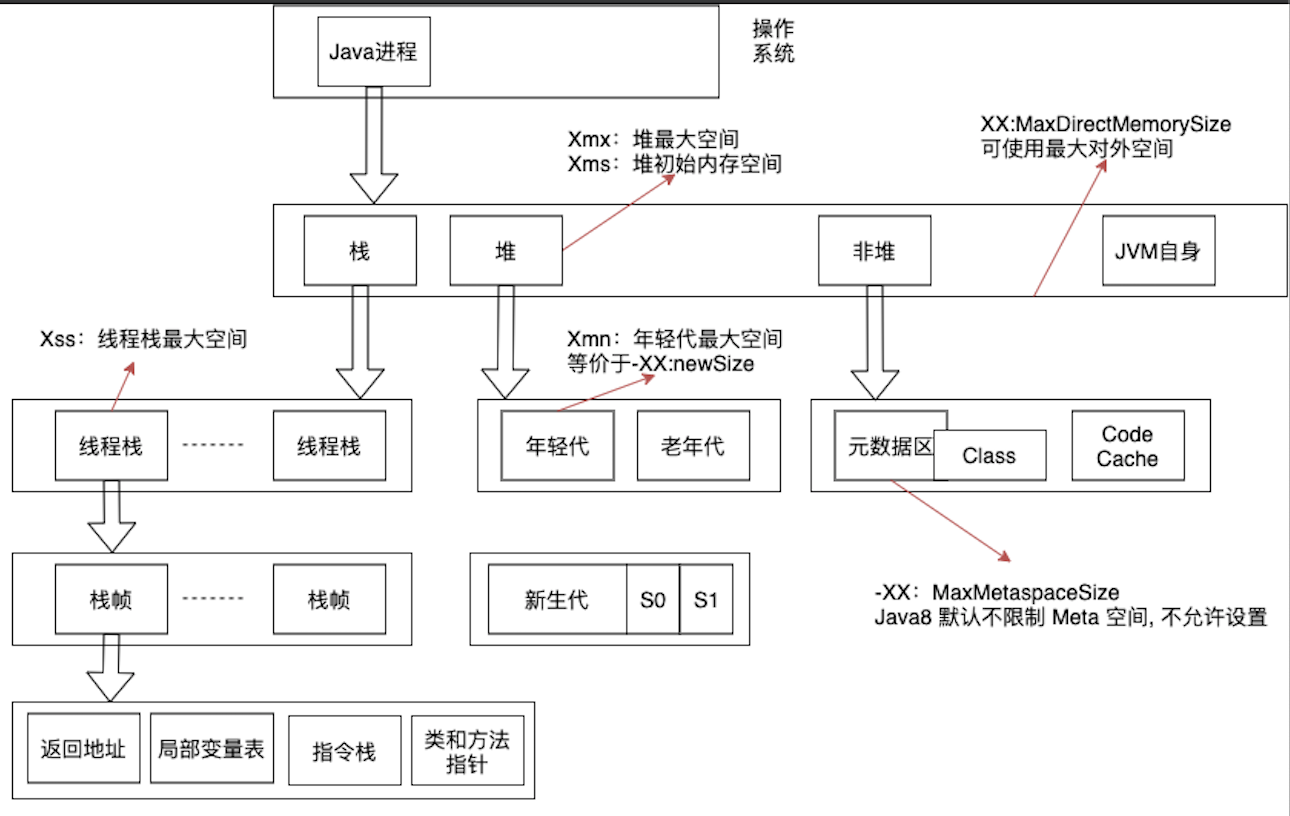 操作
系统
Java进程
XX:MaxDirectMemorySize
可使用最大对外空间
Xmx：堆最大空间
Xms：堆初始内存空间
栈
堆
非堆
JVM自身
Xss：线程栈最大空间
Xmn：年轻代最大空间
等价于-XX:newSize
线程栈
线程栈
年轻代
老年代
元数据区
Class
Code
Cache
栈帧
栈帧
新生代
S0
S1
-XX：MaxMetaspaceSize
Java8 默认不限制 Meta 空间, 不允许设置
返回地址
局部变量表
指令栈
类和方法
指针